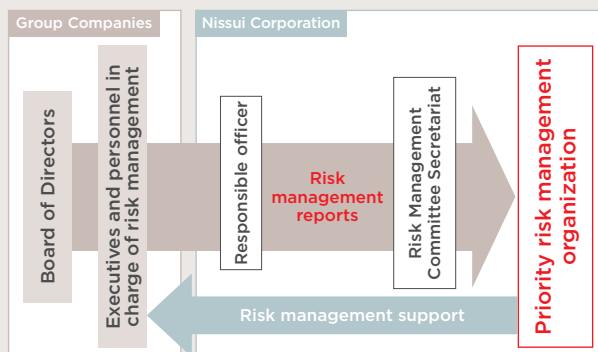 Group Companies
Nissui Corporation
Board of Directors
Executives and personnel in
charge of risk management
Responsible officer
Risk
management
reports
Risk Management
Committee Secretariat
Priority risk management
organization
Risk management support